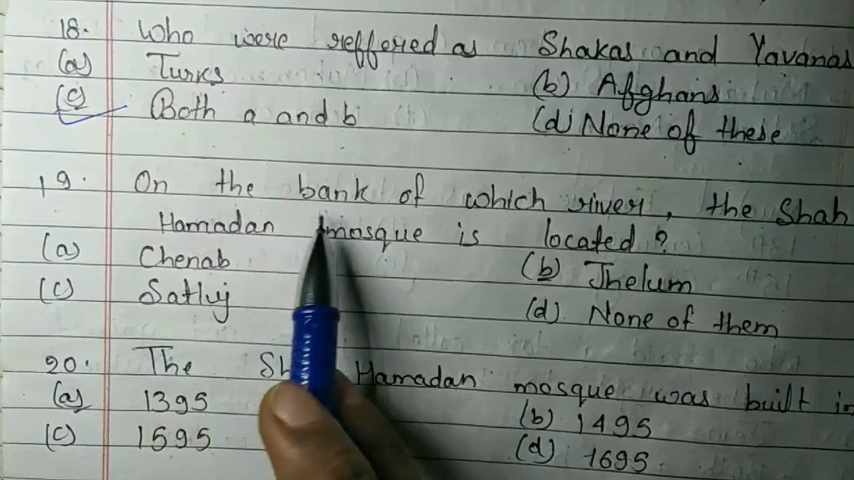 18. Who were reffered as Shakas and Yavanas
(a) Turks (b) Afghans
(c) Both a and b (d) None of these
19. On the bank of which river, the Shah
Hamadan mosque is located?
(a) Chenab (b) Jhelum
(c) Satluj (d) None of them
20. The Hamadan mosque was built in
(a) 1395 (b) 1495
(c) 1595 (d) 1695